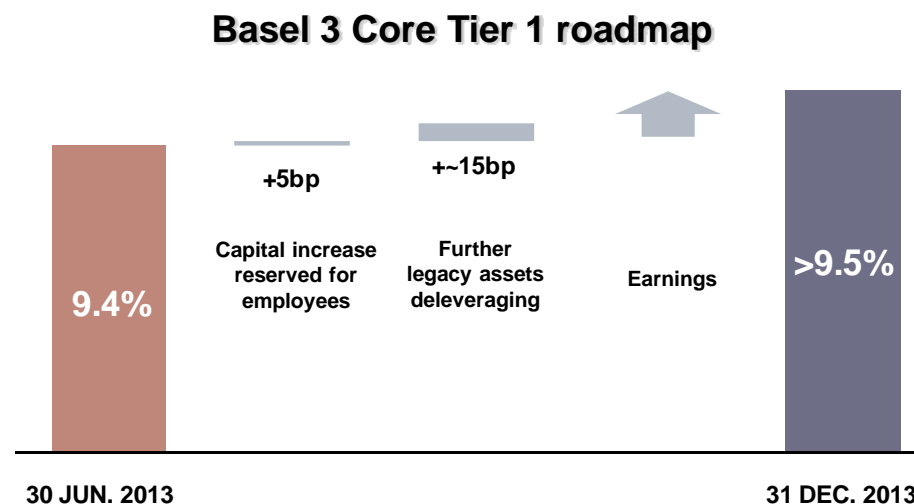 Basel 3 Core Tier 1 roadmap
+5bp
+~15bp
Capital increase
reserved for
employees
Further
legacy assets
deleveraging
Earnings
>9.5%
9.4%
30 JUN. 2013
31 DEC. 2013